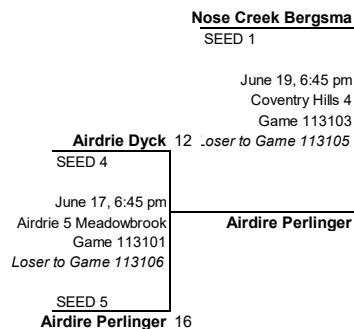 Nose Creek Bergsma
SEED 1
June 19, 6:45 pm
Coventry Hills 4
Game 113103
Airdrie Dyck 12 Loser to Game 113105
SEED 4
June 17, 6:45 pm
Airdrie 5 Meadowbrook
Airdire Perlinger
Game 113101
Loser to Game 113106
SEED 5
Airdire Perlinger 16